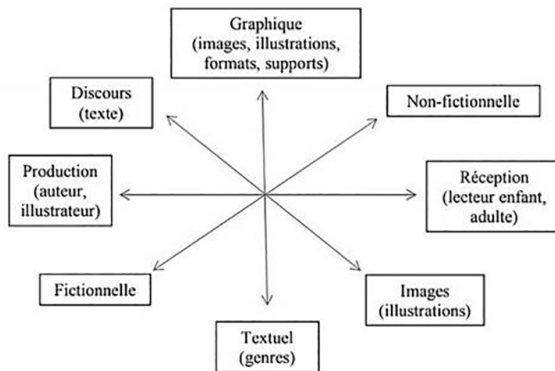 Graphique
(images, illustrations,
formats, supports)
Discours
(texte)
Non-fictionnelle
Production
(auteur,
illustrateur)
Réception
(lecteur enfant,
adulte)
Fictionnelle
Images
(illustrations)
Textuel
(genres)